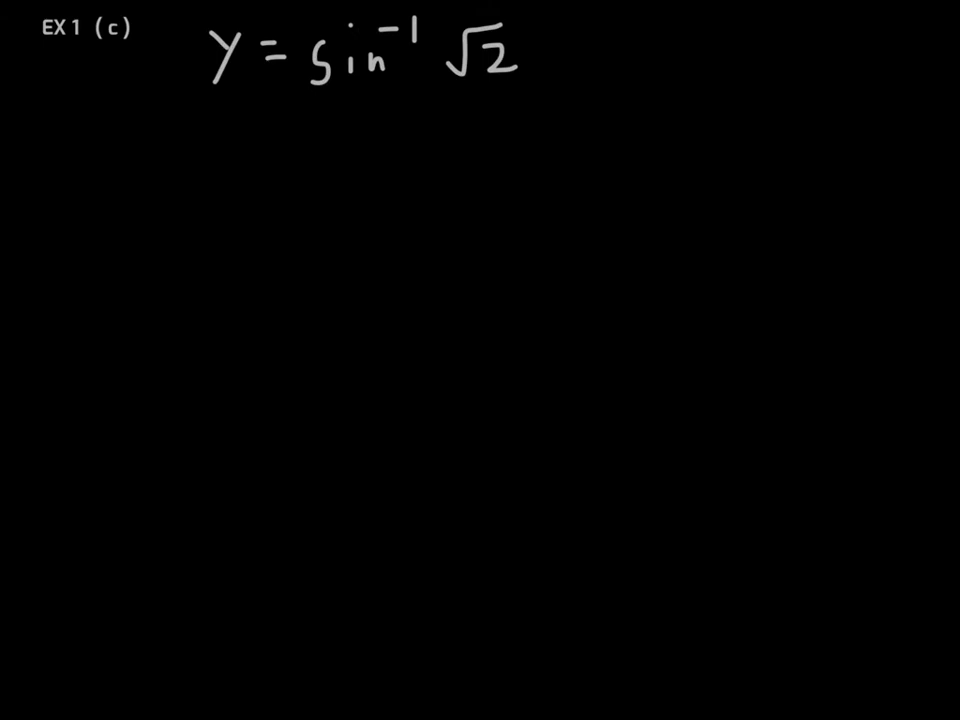 EX 1 (c)
y = sin⁻¹ √2